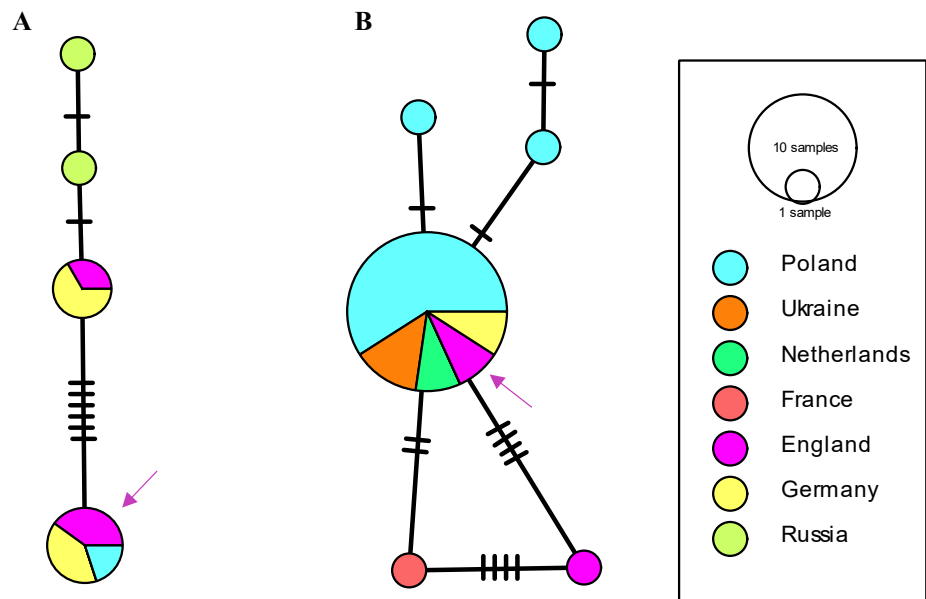 A
B
10 samples
1 sample
Poland
Ukraine
Netherlands
France
England
Germany
Russia